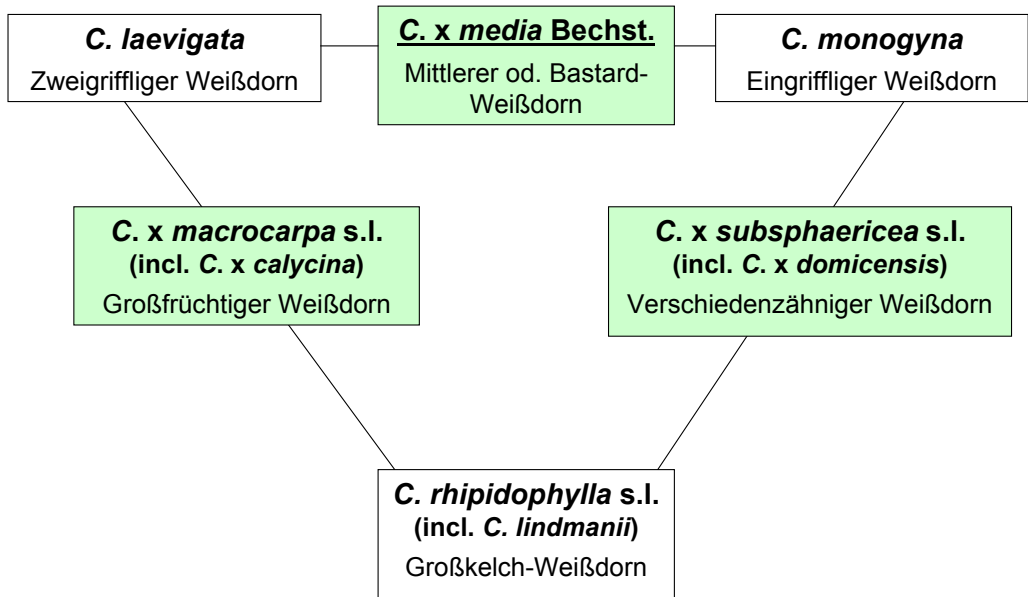 C. laevigata
Zweigriffliger Weißdorn
C. x media Bechst.
Mittlerer od. Bastard-
Weißdorn
C. monogyna
Eingriffliger Weißdorn
C. x macrocarpa s.l.
(incl. C. x calycina)
Großfrüchtiger Weißdorn
C. x subsphaericea s.l.
(incl. C. x domicensis)
Verschiedenzähniger Weißdorn
C. rhipidophylla s.l.
(incl. C. lindmanii)
Großkelch-Weißdorn